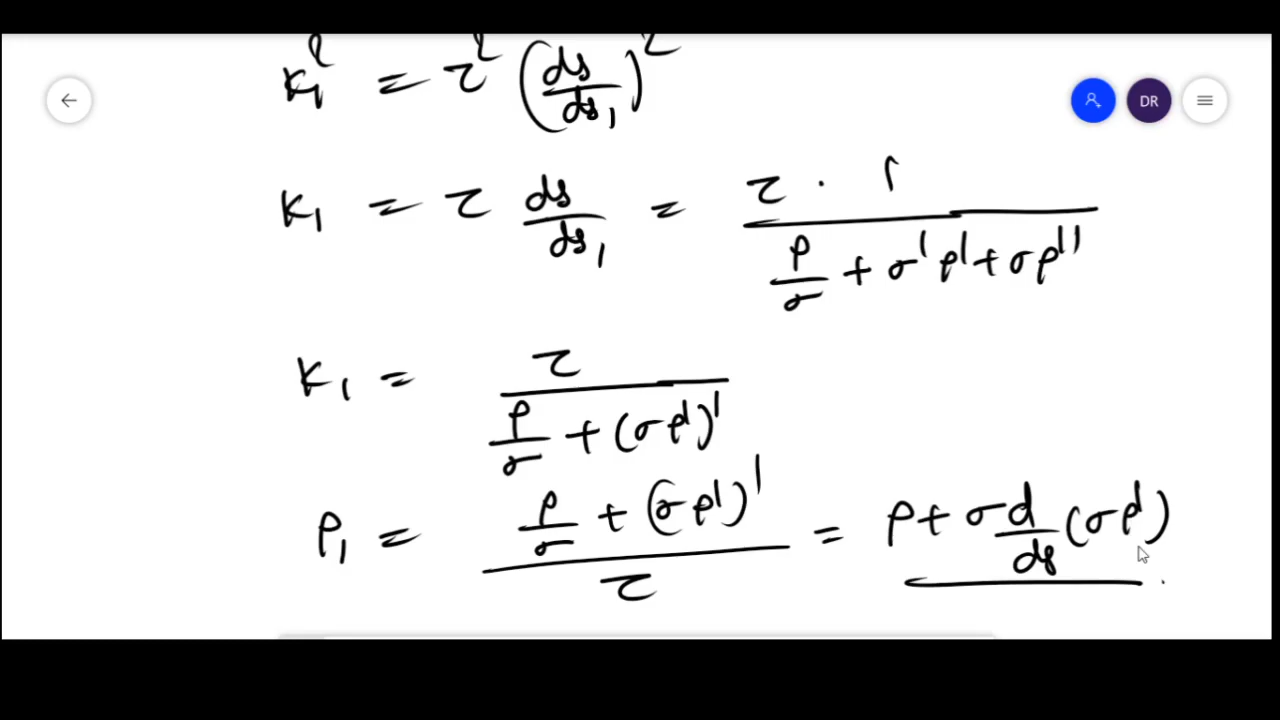 κ₁² = τ² (ds/ds₁)²
DR
κ₁ = τ ds/ds₁ = τ · 1 / (ρ/σ + σ'ρ' + σρ'')
κ₁ = τ / (ρ/σ + (σρ')')
ρ₁ = (ρ/σ + (σρ')') / τ = ρ + σ d/ds (σρ')